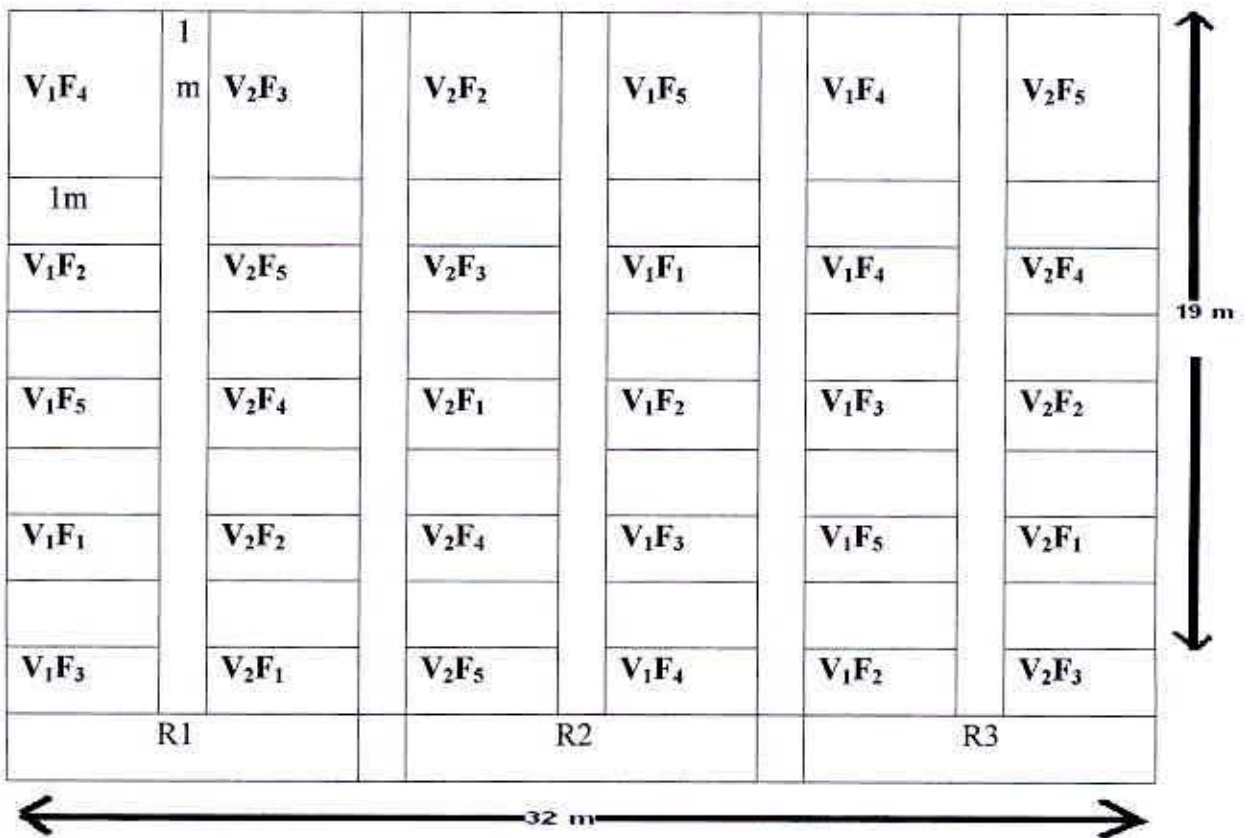 1
V₁F₄ m V₂F₃ V₂F₂ V₁F₅ V₁F₄ V₂F₅
1m
V₁F₂ V₂F₅ V₂F₃ V₁F₁ V₁F₄ V₂F₄
19 m
V₁F₅ V₂F₄ V₂F₁ V₁F₂ V₁F₃ V₂F₂
V₁F₁ V₂F₂ V₂F₄ V₁F₃ V₁F₅ V₂F₁
V₁F₃ V₂F₁ V₂F₅ V₁F₄ V₁F₂ V₂F₃
R1 R2 R3
32 m